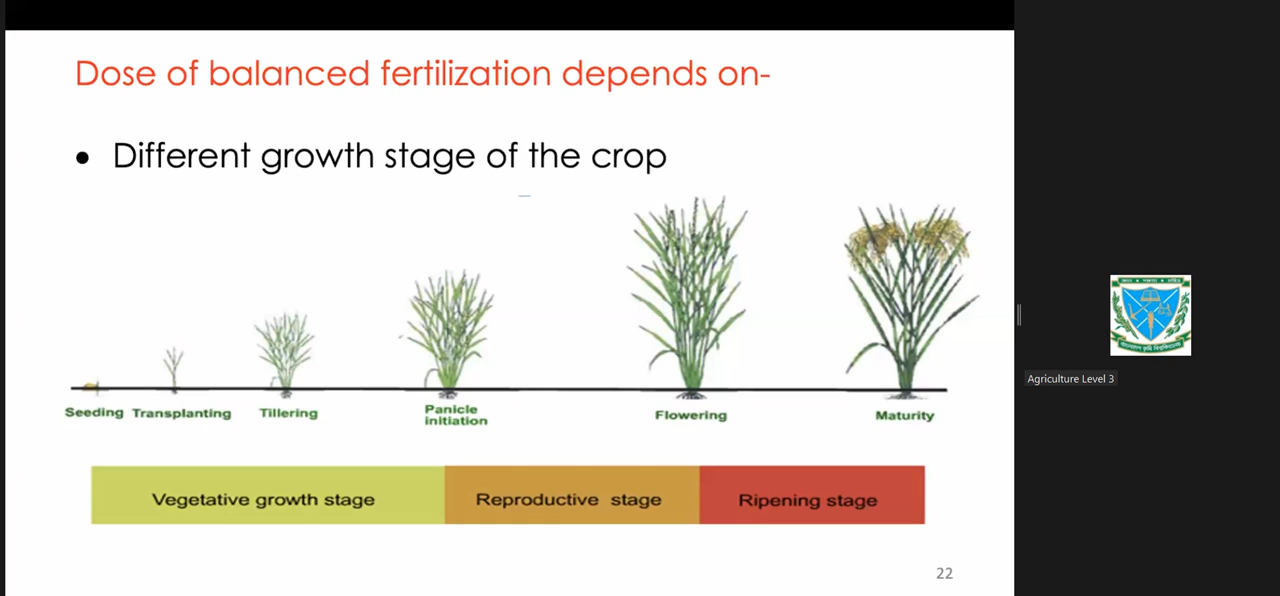 Dose of balanced fertilization depends on-
• Different growth stage of the crop
Seeding Transplanting Tillering Panicle initiation Flowering Maturity
Vegetative growth stage Reproductive stage Ripening stage
22
Agriculture Level 3